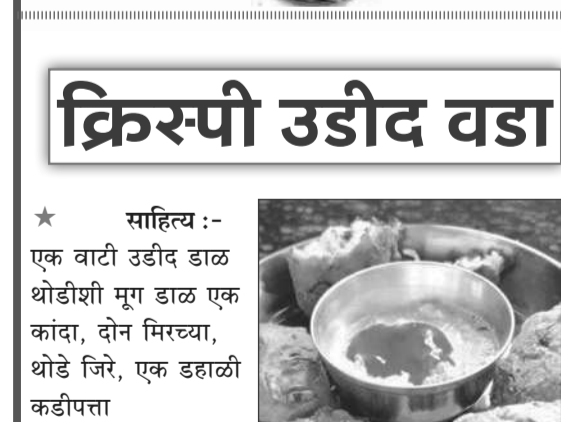 क्रिस्पी उडीद वडा
★ साहित्य :-
एक वाटी उडीद डाळ
थोडीशी मूग डाळ एक
कांदा, दोन मिरच्या,
थोडे जिरे, एक डहाळी
कडीपत्ता